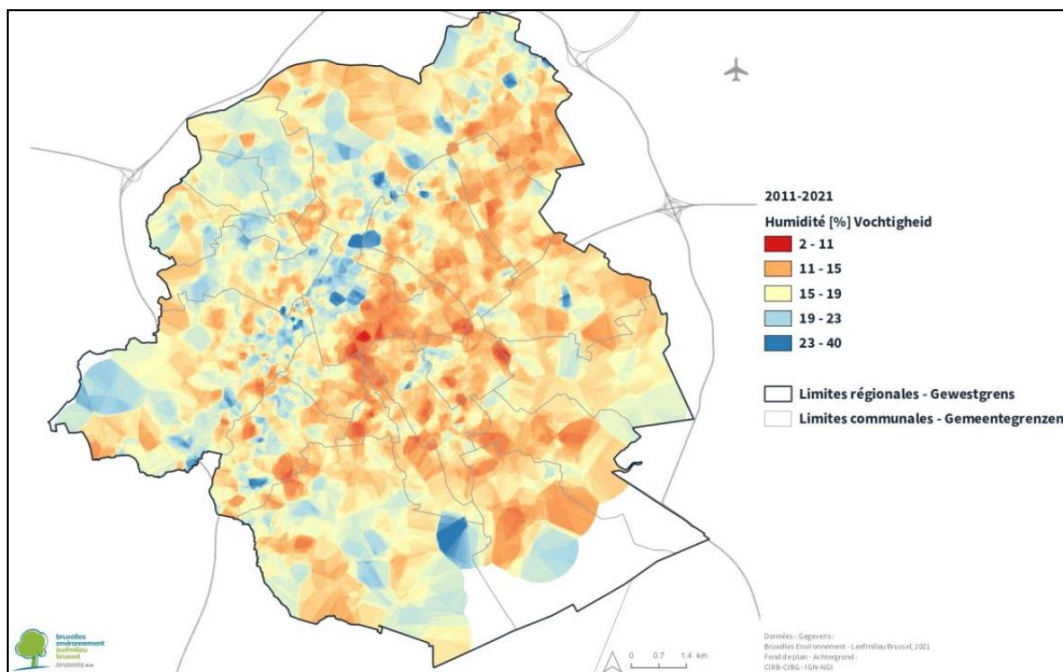 2011-2021
Humidité [%] Vochtigheid
2 - 11
11 - 15
15 - 19
19 - 23
23 - 40
Limites régionales - Gewestgrens
Limites communales - Gemeentegrenzen
bruxelles
environnement
leefmilieu
brussel
.brussels
0 0.7 1.4 km
Données - Gegevens :
Bruxelles Environnement - Leefmilieu Brussel, 2021
Fond de plan - Achtergrond :
CIRB-CIBG - IGN-NGI